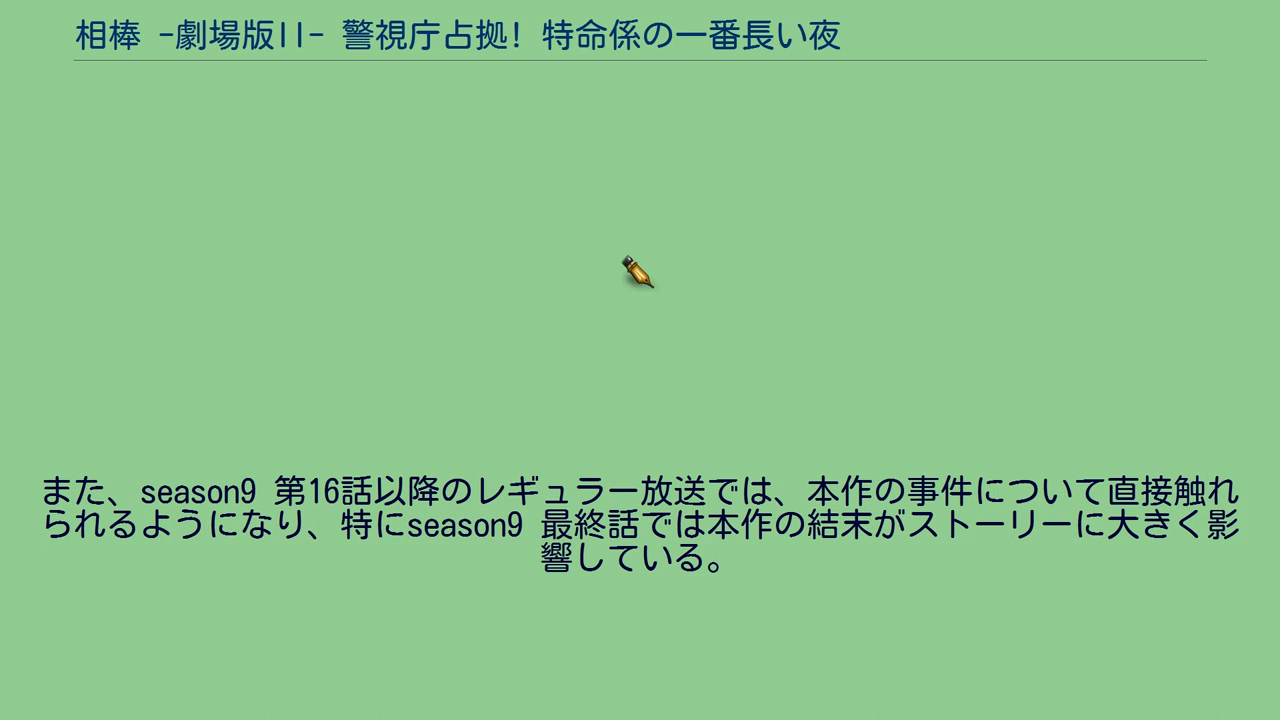 相棒 -劇場版II- 警視庁占拠! 特命係の一番長い夜
また、season9 第16話以降のレギュラー放送では、本作の事件について直接触れ
られるようになり、特にseason9 最終話では本作の結末がストーリーに大きく影
響している。